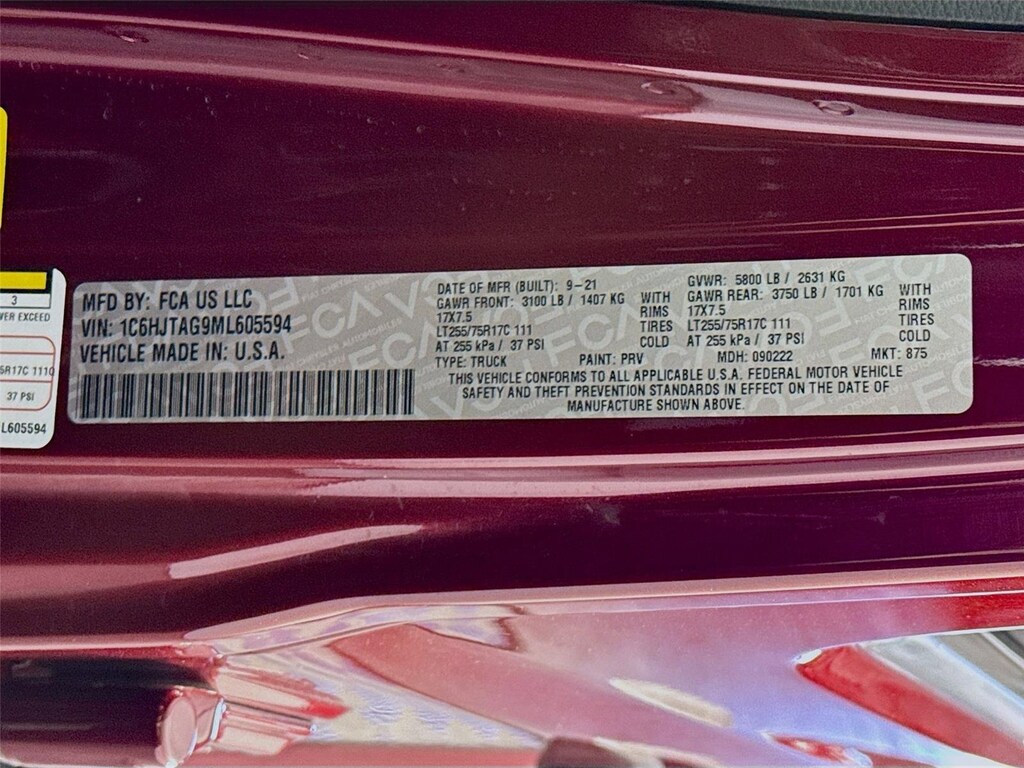 MFD BY: FCA US LLC
VIN: 1C6HJTAG9ML605594
VEHICLE MADE IN: U.S.A.
DATE OF MFR (BUILT): 9-21
GAWR FRONT: 3100 LB / 1407 KG WITH
17X7.5 RIMS
LT255/75R17C 111 TIRES
AT 255 kPa / 37 PSI COLD
TYPE: TRUCK PAINT: PRV
GVWR: 5800 LB / 2631 KG
GAWR REAR: 3750 LB / 1701 KG WITH
17X7.5 RIMS
LT255/75R17C 111 TIRES
AT 255 kPa / 37 PSI COLD
MDH: 090222 MKT: 875
THIS VEHICLE CONFORMS TO ALL APPLICABLE U.S.A. FEDERAL MOTOR VEHICLE
SAFETY AND THEFT PREVENTION STANDARDS IN EFFECT ON THE DATE OF
MANUFACTURE SHOWN ABOVE.
3
VER EXCEED
5R17C 111Q
37 PSI
L605594